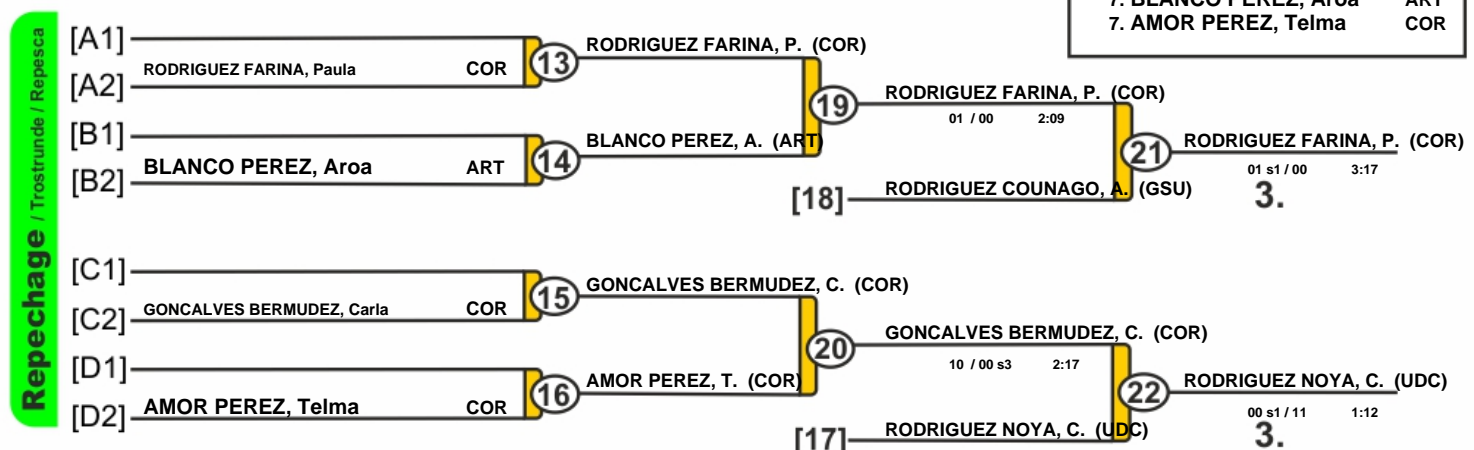 7. BLANCO PEREZ, Aroa ART
7. AMOR PEREZ, Telma COR
Repechage / Trostrunde / Repesca
[A1]
RODRIGUEZ FARINA, Paula COR
[A2]
13
RODRIGUEZ FARINA, P. (COR)
[B1]
BLANCO PEREZ, Aroa ART
[B2]
14
BLANCO PEREZ, A. (ART)
19
RODRIGUEZ FARINA, P. (COR)
01 / 00 2:09
[18]
RODRIGUEZ COUNAGO, A. (GSU)
21
RODRIGUEZ FARINA, P. (COR)
01 s1 / 00 3:17
3.
[C1]
GONCALVES BERMUDEZ, Carla COR
[C2]
15
GONCALVES BERMUDEZ, C. (COR)
[D1]
AMOR PEREZ, Telma COR
[D2]
16
AMOR PEREZ, T. (COR)
20
GONCALVES BERMUDEZ, C. (COR)
10 / 00 s3 2:17
[17]
RODRIGUEZ NOYA, C. (UDC)
22
RODRIGUEZ NOYA, C. (UDC)
00 s1 / 11 1:12
3.